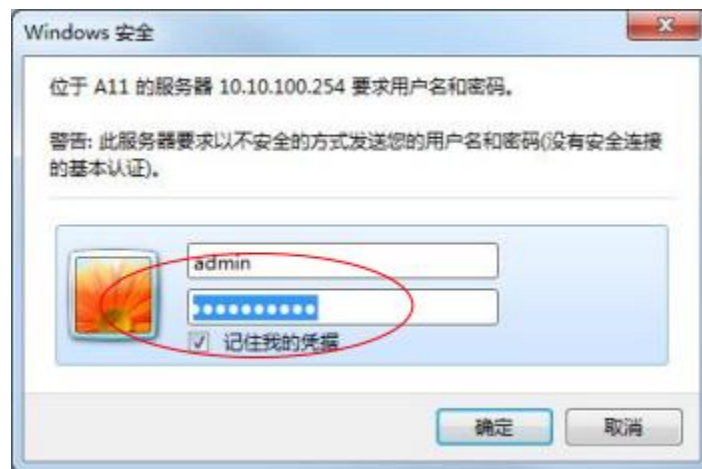 Windows 安全
位于 A11 的服务器 10.10.100.254 要求用户名和密码。
警告: 此服务器要求以不安全的方式发送您的用户名和密码(没有安全连接
的基本认证)。
admin
●●●●●●●●●●
记住我的凭据
确定
取消